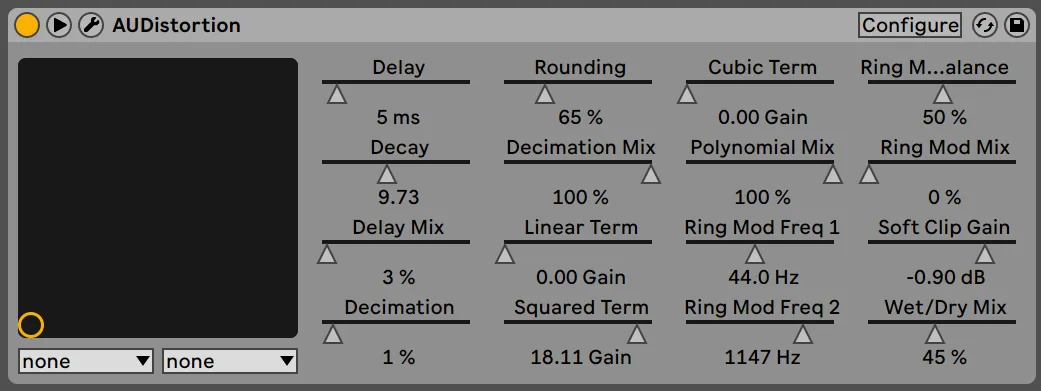 AUDistortion Configure
Delay Rounding Cubic Term Ring M...alance
5 ms 65 % 0.00 Gain 50 %
Decay Decimation Mix Polynomial Mix Ring Mod Mix
9.73 100 % 100 % 0 %
Delay Mix Linear Term Ring Mod Freq 1 Soft Clip Gain
3 % 0.00 Gain 44.0 Hz -0.90 dB
Decimation Squared Term Ring Mod Freq 2 Wet/Dry Mix
none none 1 % 18.11 Gain 1147 Hz 45 %